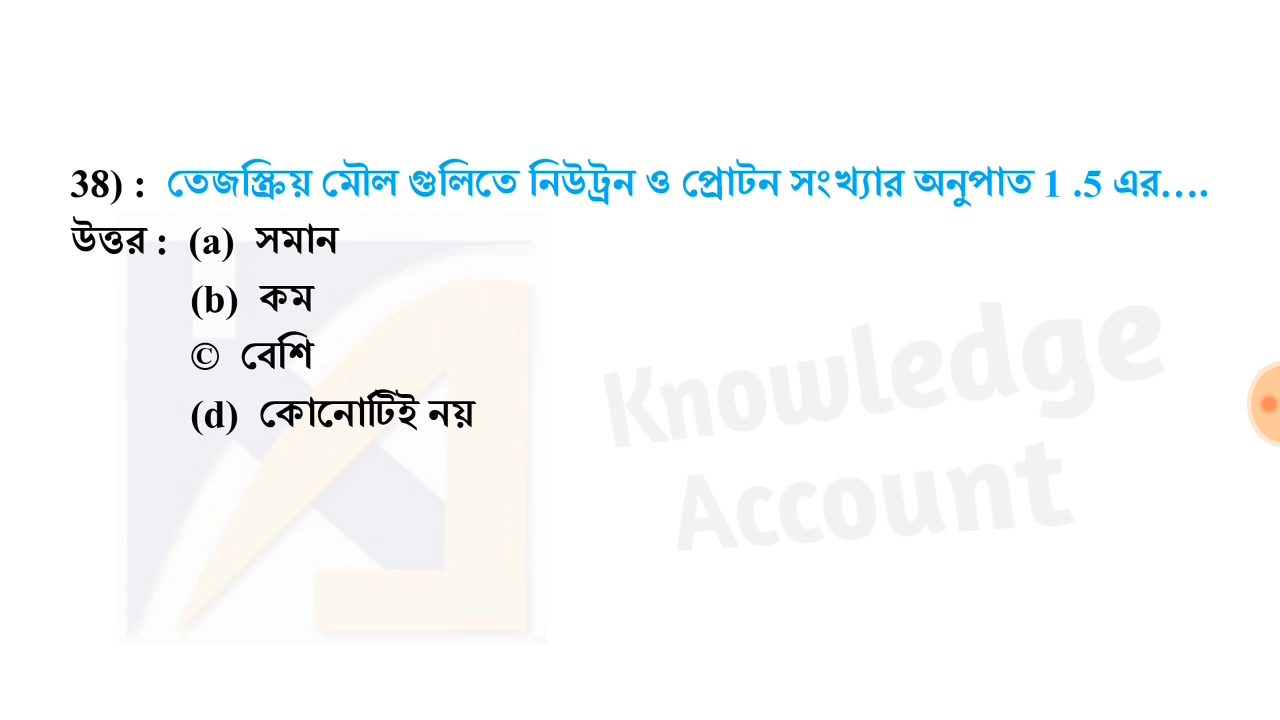 38) : তেজস্ক্রিয় মৌল গুলিতে নিউট্রন ও প্রোটন সংখ্যার অনুপাত 1 .5 এর....
উত্তর : (a) সমান
(b) কম
© বেশি
(d) কোনোটিই নয়
Knowledge
Account